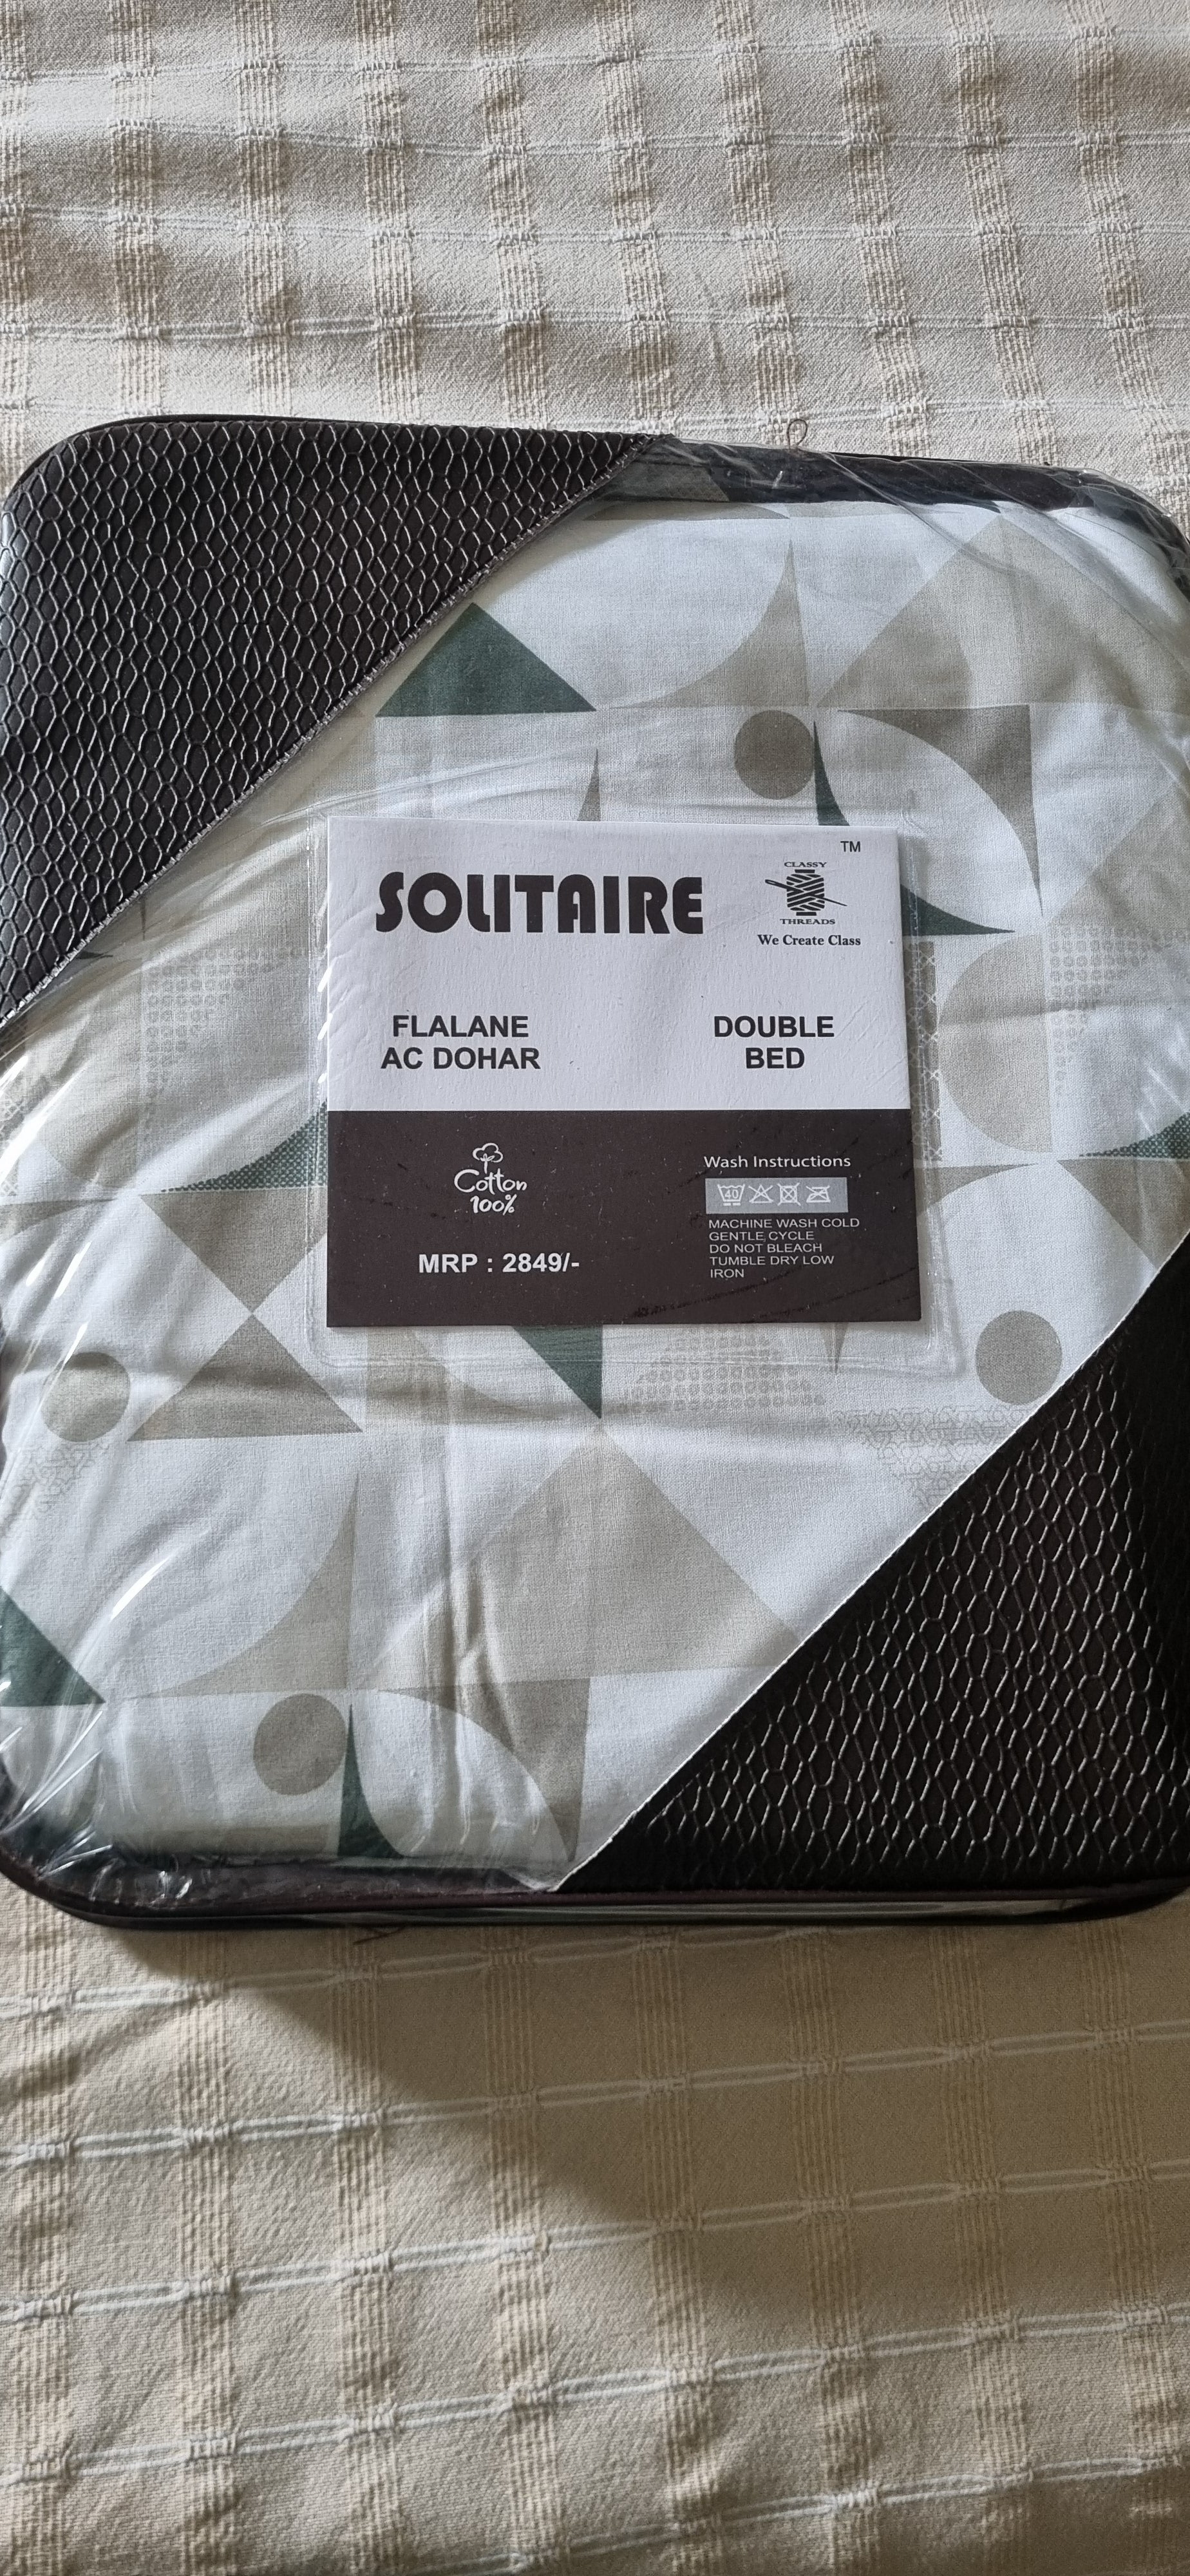 TM
SOLITAIRE
CLASSY
THREADS
We Create Class
FLALANE
AC DOHAR
DOUBLE
BED
Cotton
100%
MRP : 2849/-
Wash Instructions
40
MACHINE WASH COLD
GENTLE CYCLE
DO NOT BLEACH
TUMBLE DRY LOW
IRON